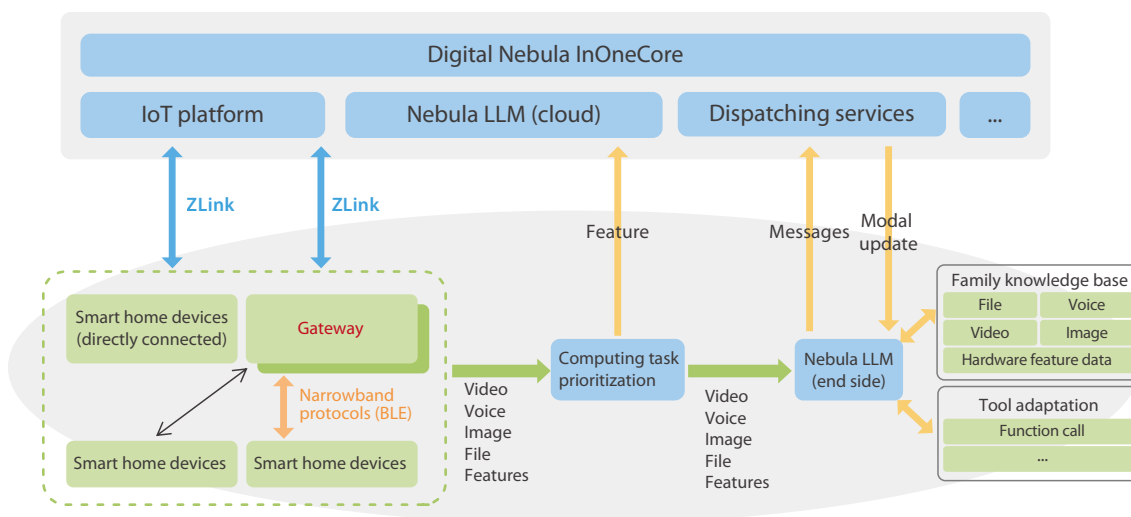 Digital Nebula InOneCore
IoT platform
Nebula LLM (cloud)
Dispatching services
...
ZLink
ZLink
Feature
Messages
Modal
update
Smart home devices
(directly connected)
Gateway
Narrowband
protocols (BLE)
Smart home devices
Smart home devices
Video
Voice
Image
File
Features
Computing task
prioritization
Video
Voice
Image
File
Features
Nebula LLM
(end side)
Family knowledge base
File
Voice
Video
Image
Hardware feature data
Tool adaptation
Function call
...